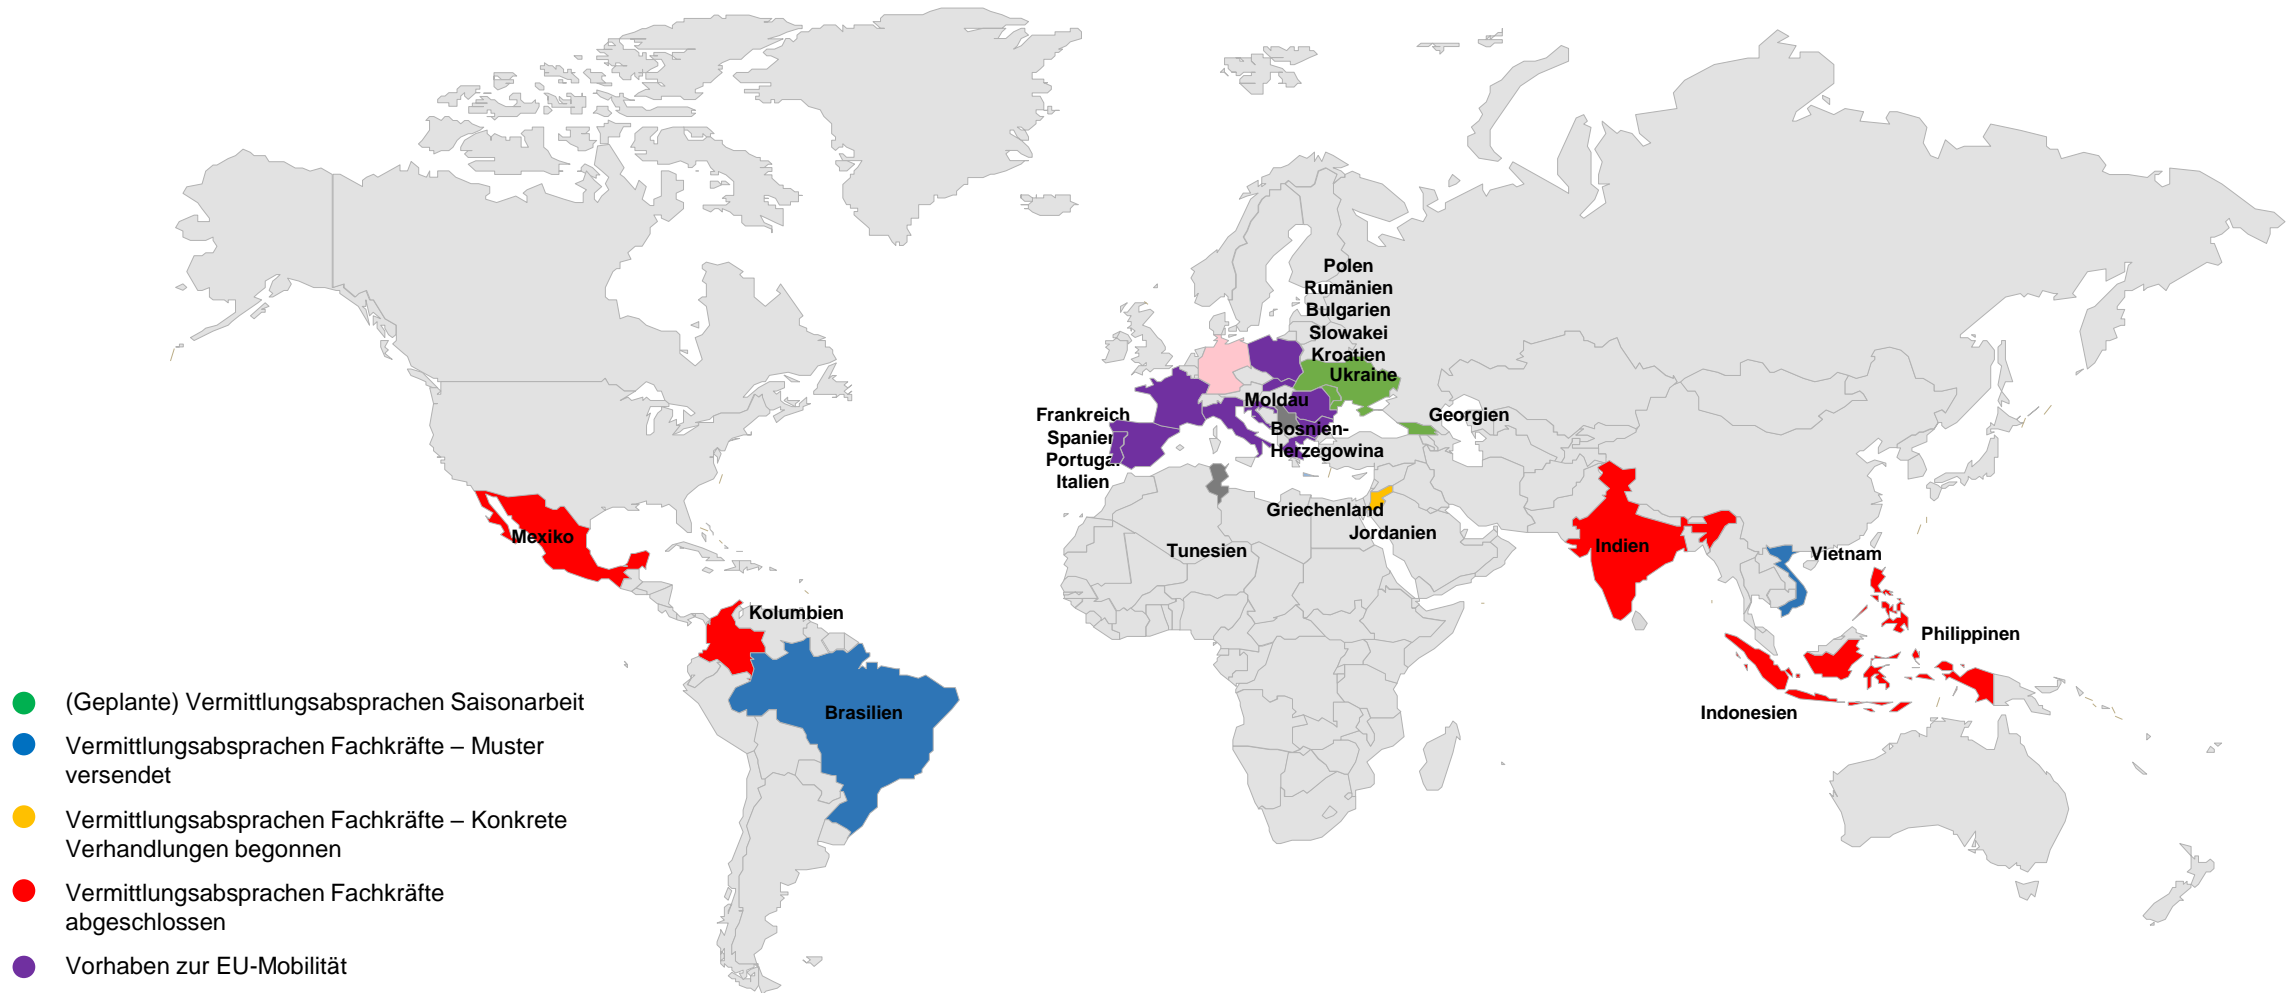 Polen
Rumänien
Bulgarien
Slowakei
Kroatien
Ukraine
Moldau
Georgien
Frankreich
Spanien
Portugal
Italien
Bosnien-
Herzegowina
Griechenland
Jordanien
Tunesien
Mexiko
Indien
Vietnam
Kolumbien
Philippinen
Brasilien
Indonesien
(Geplante) Vermittlungsabsprachen Saisonarbeit
Vermittlungsabsprachen Fachkräfte – Muster
versendet
Vermittlungsabsprachen Fachkräfte – Konkrete
Verhandlungen begonnen
Vermittlungsabsprachen Fachkräfte
abgeschlossen
Vorhaben zur EU-Mobilität